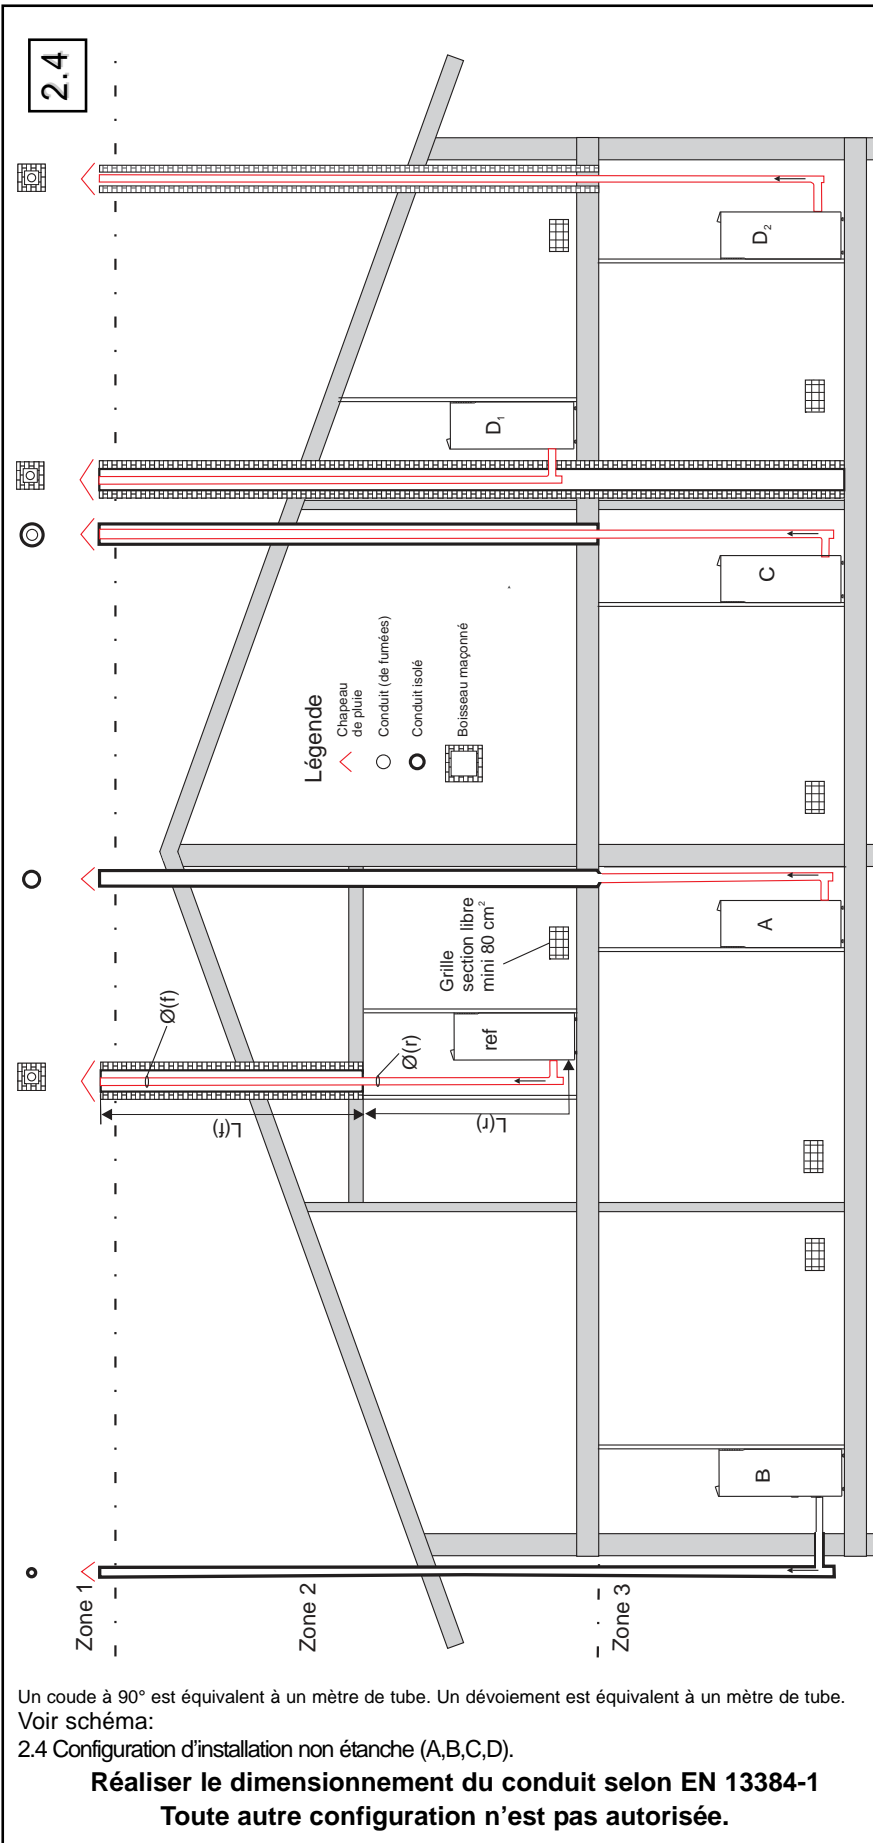 2.4
Zone 1
Zone 2
Zone 3
Légende
Chapeau
de pluie
Conduit (de fumées)
Conduit isolé
Boisseau maçonné
Ø(f)
L(f)
Ø(r)
L(r)
Grille
section libre
mini 80 cm²
B
ref
A
C
D₁
D₂
Un coude à 90° est équivalent à un mètre de tube. Un dévoiement est équivalent à un mètre de tube.
Voir schéma:
2.4 Configuration d’installation non étanche (A,B,C,D).
Réaliser le dimensionnement du conduit selon EN 13384-1
Toute autre configuration n’est pas autorisée.